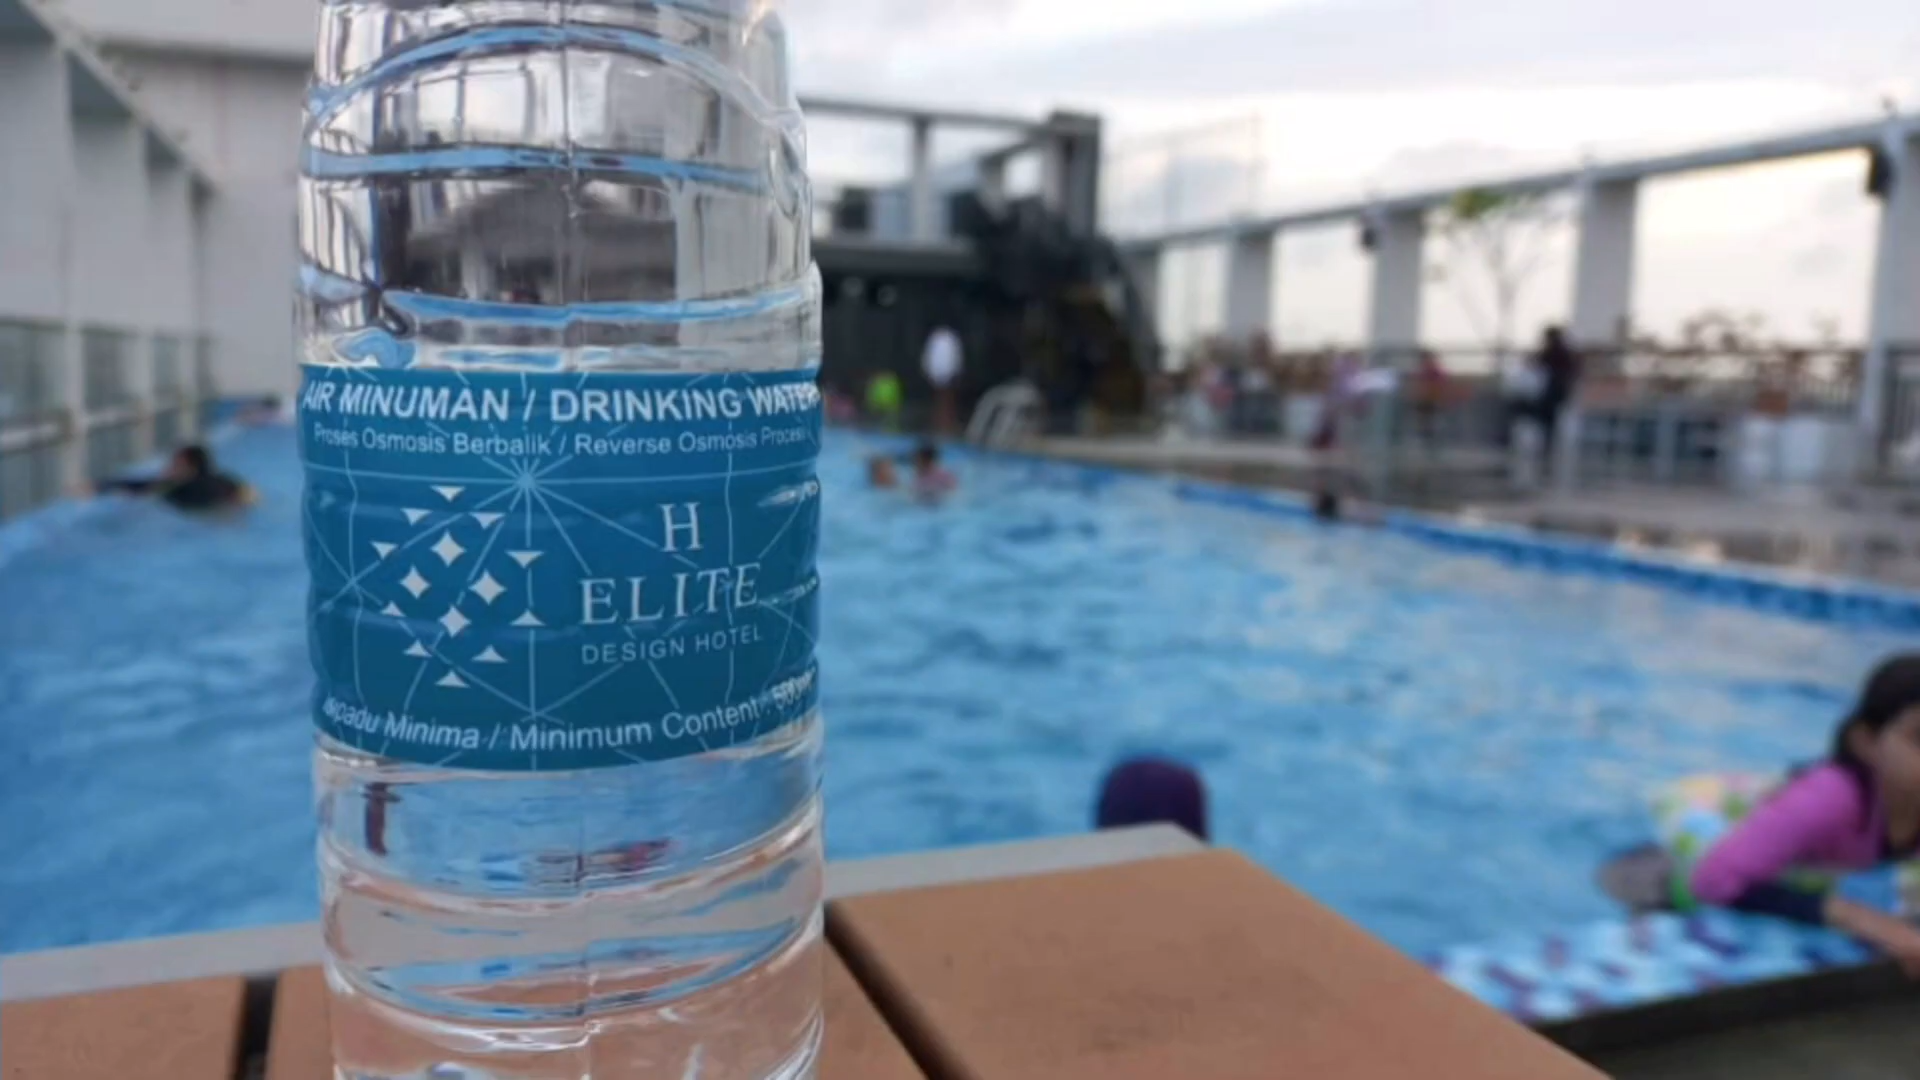 AIR MINUMAN / DRINKING WATER
Proses Osmosis Berbalik / Reverse Osmosis Process
H
ELITE
DESIGN HOTEL
Minima / Minimum Content :